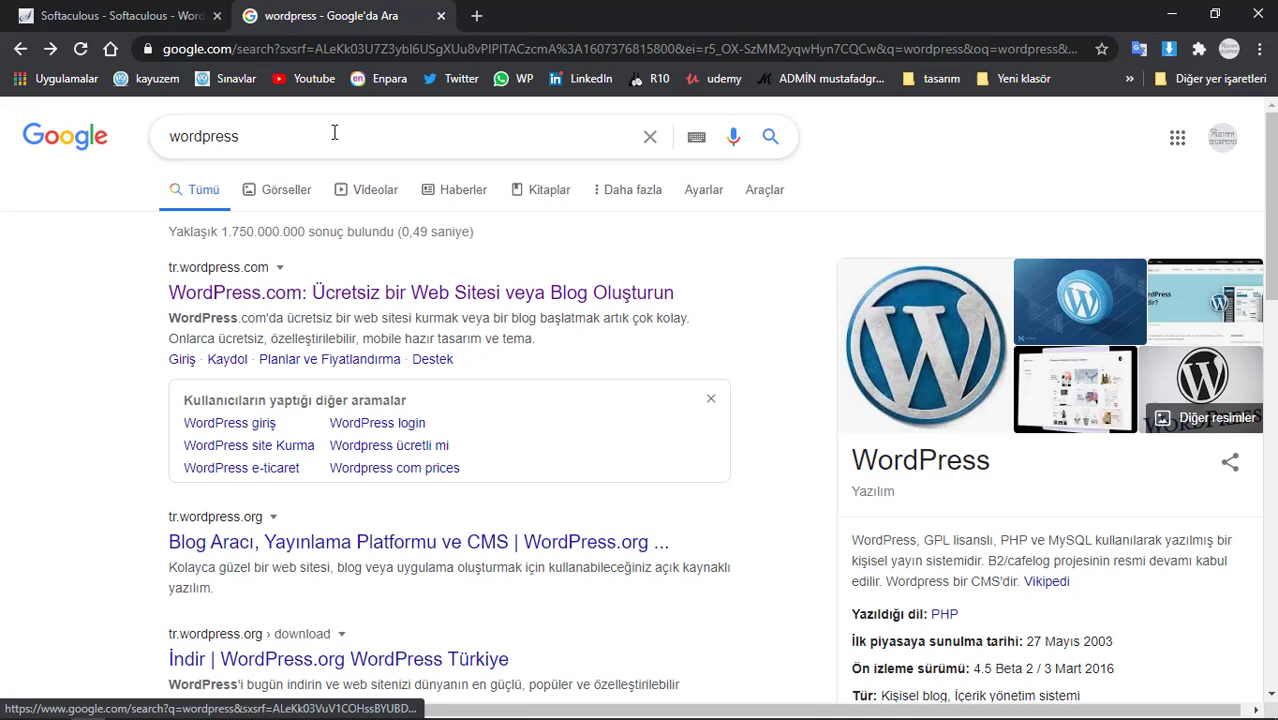 Softaculous - Softaculous - Wor
wordpress - Google'da Ara
google.com/search?sxsrf=ALeKk03U7Z3ybI6USgXUu8vPIPITACzcmA%3A1607376815800&ei=r5_OX-SzMM2yqwHyn7CQCw&q=wordpress&oq=wordpress&...
Uygulamalar
kayuzem
Sınavlar
Youtube
Enpara
Twitter
WP
LinkedIn
R10
udemy
ADMİN mustafadgr...
tasarım
Yeni klasör
»
Diğer yer işaretleri
Google
wordpress
Tümü
Görseller
Videolar
Haberler
Kitaplar
Daha fazla
Ayarlar
Araçlar
Yaklaşık 1.750.000.000 sonuç bulundu (0,49 saniye)
tr.wordpress.com
WordPress.com: Ücretsiz bir Web Sitesi veya Blog Oluşturun
WordPress.com'da ücretsiz bir web sitesi kurmak veya bir blog başlatmak artık çok kolay.
Onlarca ücretsiz, özelleştirilebilir, mobile hazır tasarım ve tema.
Giriş · Kaydol · Planlar ve Fiyatlandırma · Destek
Kullanıcıların yaptığı diğer aramalar
WordPress giriş
WordPress login
WordPress site Kurma
Wordpress ücretli mi
WordPress e-ticaret
Wordpress com prices
tr.wordpress.org
Blog Aracı, Yayınlama Platformu ve CMS | WordPress.org ...
Kolayca güzel bir web sitesi, blog veya uygulama oluşturmak için kullanabileceğiniz açık kaynaklı
yazılım.
tr.wordpress.org › download
İndir | WordPress.org WordPress Türkiye
WordPress'i bugün indirin ve web sitenizi dünyanın en güçlü, popüler ve özelleştirilebilir
https://www.google.com/search?q=wordpress&sxsrf=ALeKk03VuV1COHssBYU8D...
Diğer resimler
WordPress
Yazılım
WordPress, GPL lisanslı, PHP ve MySQL kullanılarak yazılmış bir
kişisel yayın sistemidir. B2/cafelog projesinin resmi devamı kabul
edilir. Wordpress bir CMS'dir. Vikipedi
Yazıldığı dil: PHP
İlk piyasaya sunulma tarihi: 27 Mayıs 2003
Ön izleme sürümü: 4.5 Beta 2 / 3 Mart 2016
Tür: Kişisel blog, İçerik yönetim sistemi